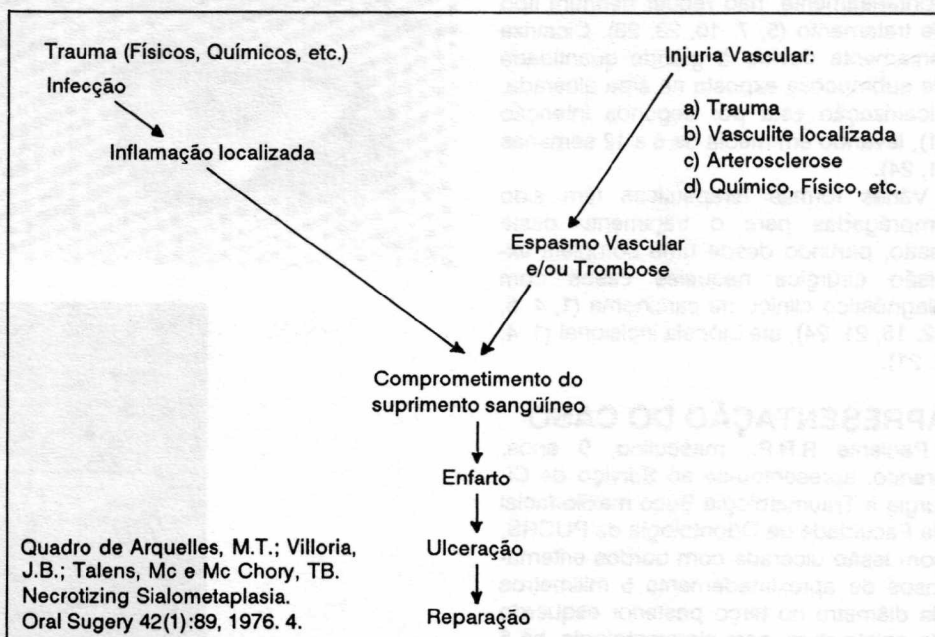 Trauma (Físicos, Químicos, etc.)
Infecção
Inflamação localizada
Injuria Vascular:
a) Trauma
b) Vasculite localizada
c) Arterosclerose
d) Químico, Físico, etc.
Espasmo Vascular
e/ou Trombose
Comprometimento do
suprimento sangüíneo
Enfarto
Ulceração
Reparação
Quadro de Arquelles, M.T.; Villoria,
J.B.; Talens, Mc e Mc Chory, TB.
Necrotizing Sialometaplasia.
Oral Sugery 42(1):89, 1976. 4.